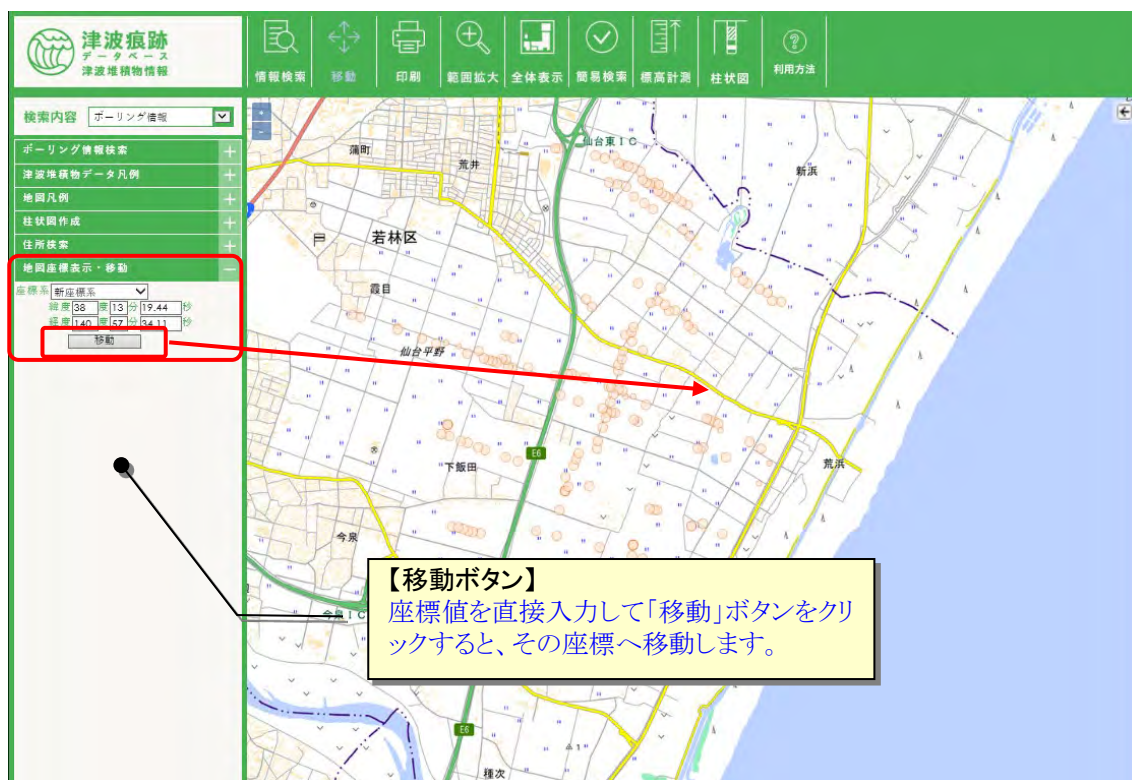 津波痕跡
データベース
津波堆積物情報
情報検索
移動
印刷
範囲拡大
全体表示
簡易検索
標高計測
柱状図
利用方法
検索内容 ボーリング情報
ボーリング情報検索
津波堆積物データ凡例
地図凡例
柱状図作成
住所検索
地図座標表示・移動
座標系 新座標系
緯度 38 度 13 分 19.44 秒
経度 140 度 57 分 34.11 秒
移動
蒲町
荒井
仙台東IC
新浜
若林区
霞目
仙台平野
E6
下飯田
荒浜
今泉
今泉IC
【移動ボタン】
座標値を直接入力して「移動」ボタンをクリ
ックすると、その座標へ移動します。
E6
種次